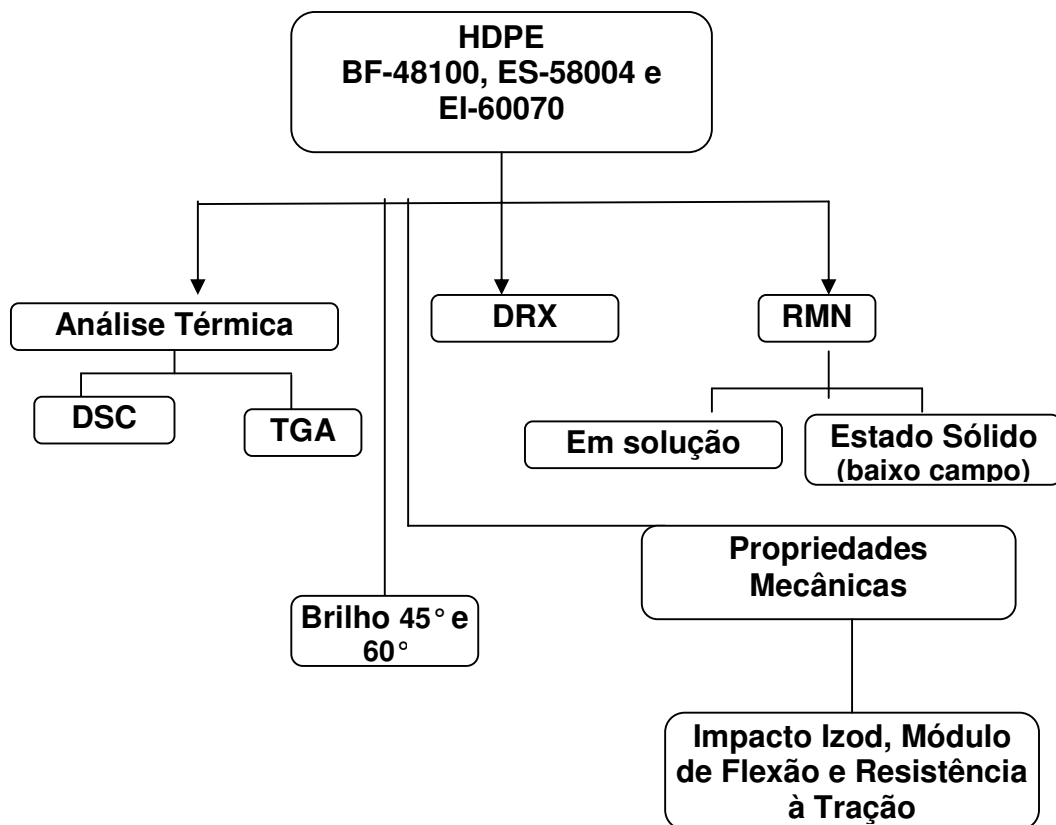 HDPE
BF-48100, ES-58004 e
EI-60070
Análise Térmica
DRX
RMN
DSC
TGA
Em solução
Estado Sólido
(baixo campo)
Propriedades
Mecânicas
Brilho 45° e
60°
Impacto Izod, Módulo
de Flexão e Resistência
à Tração